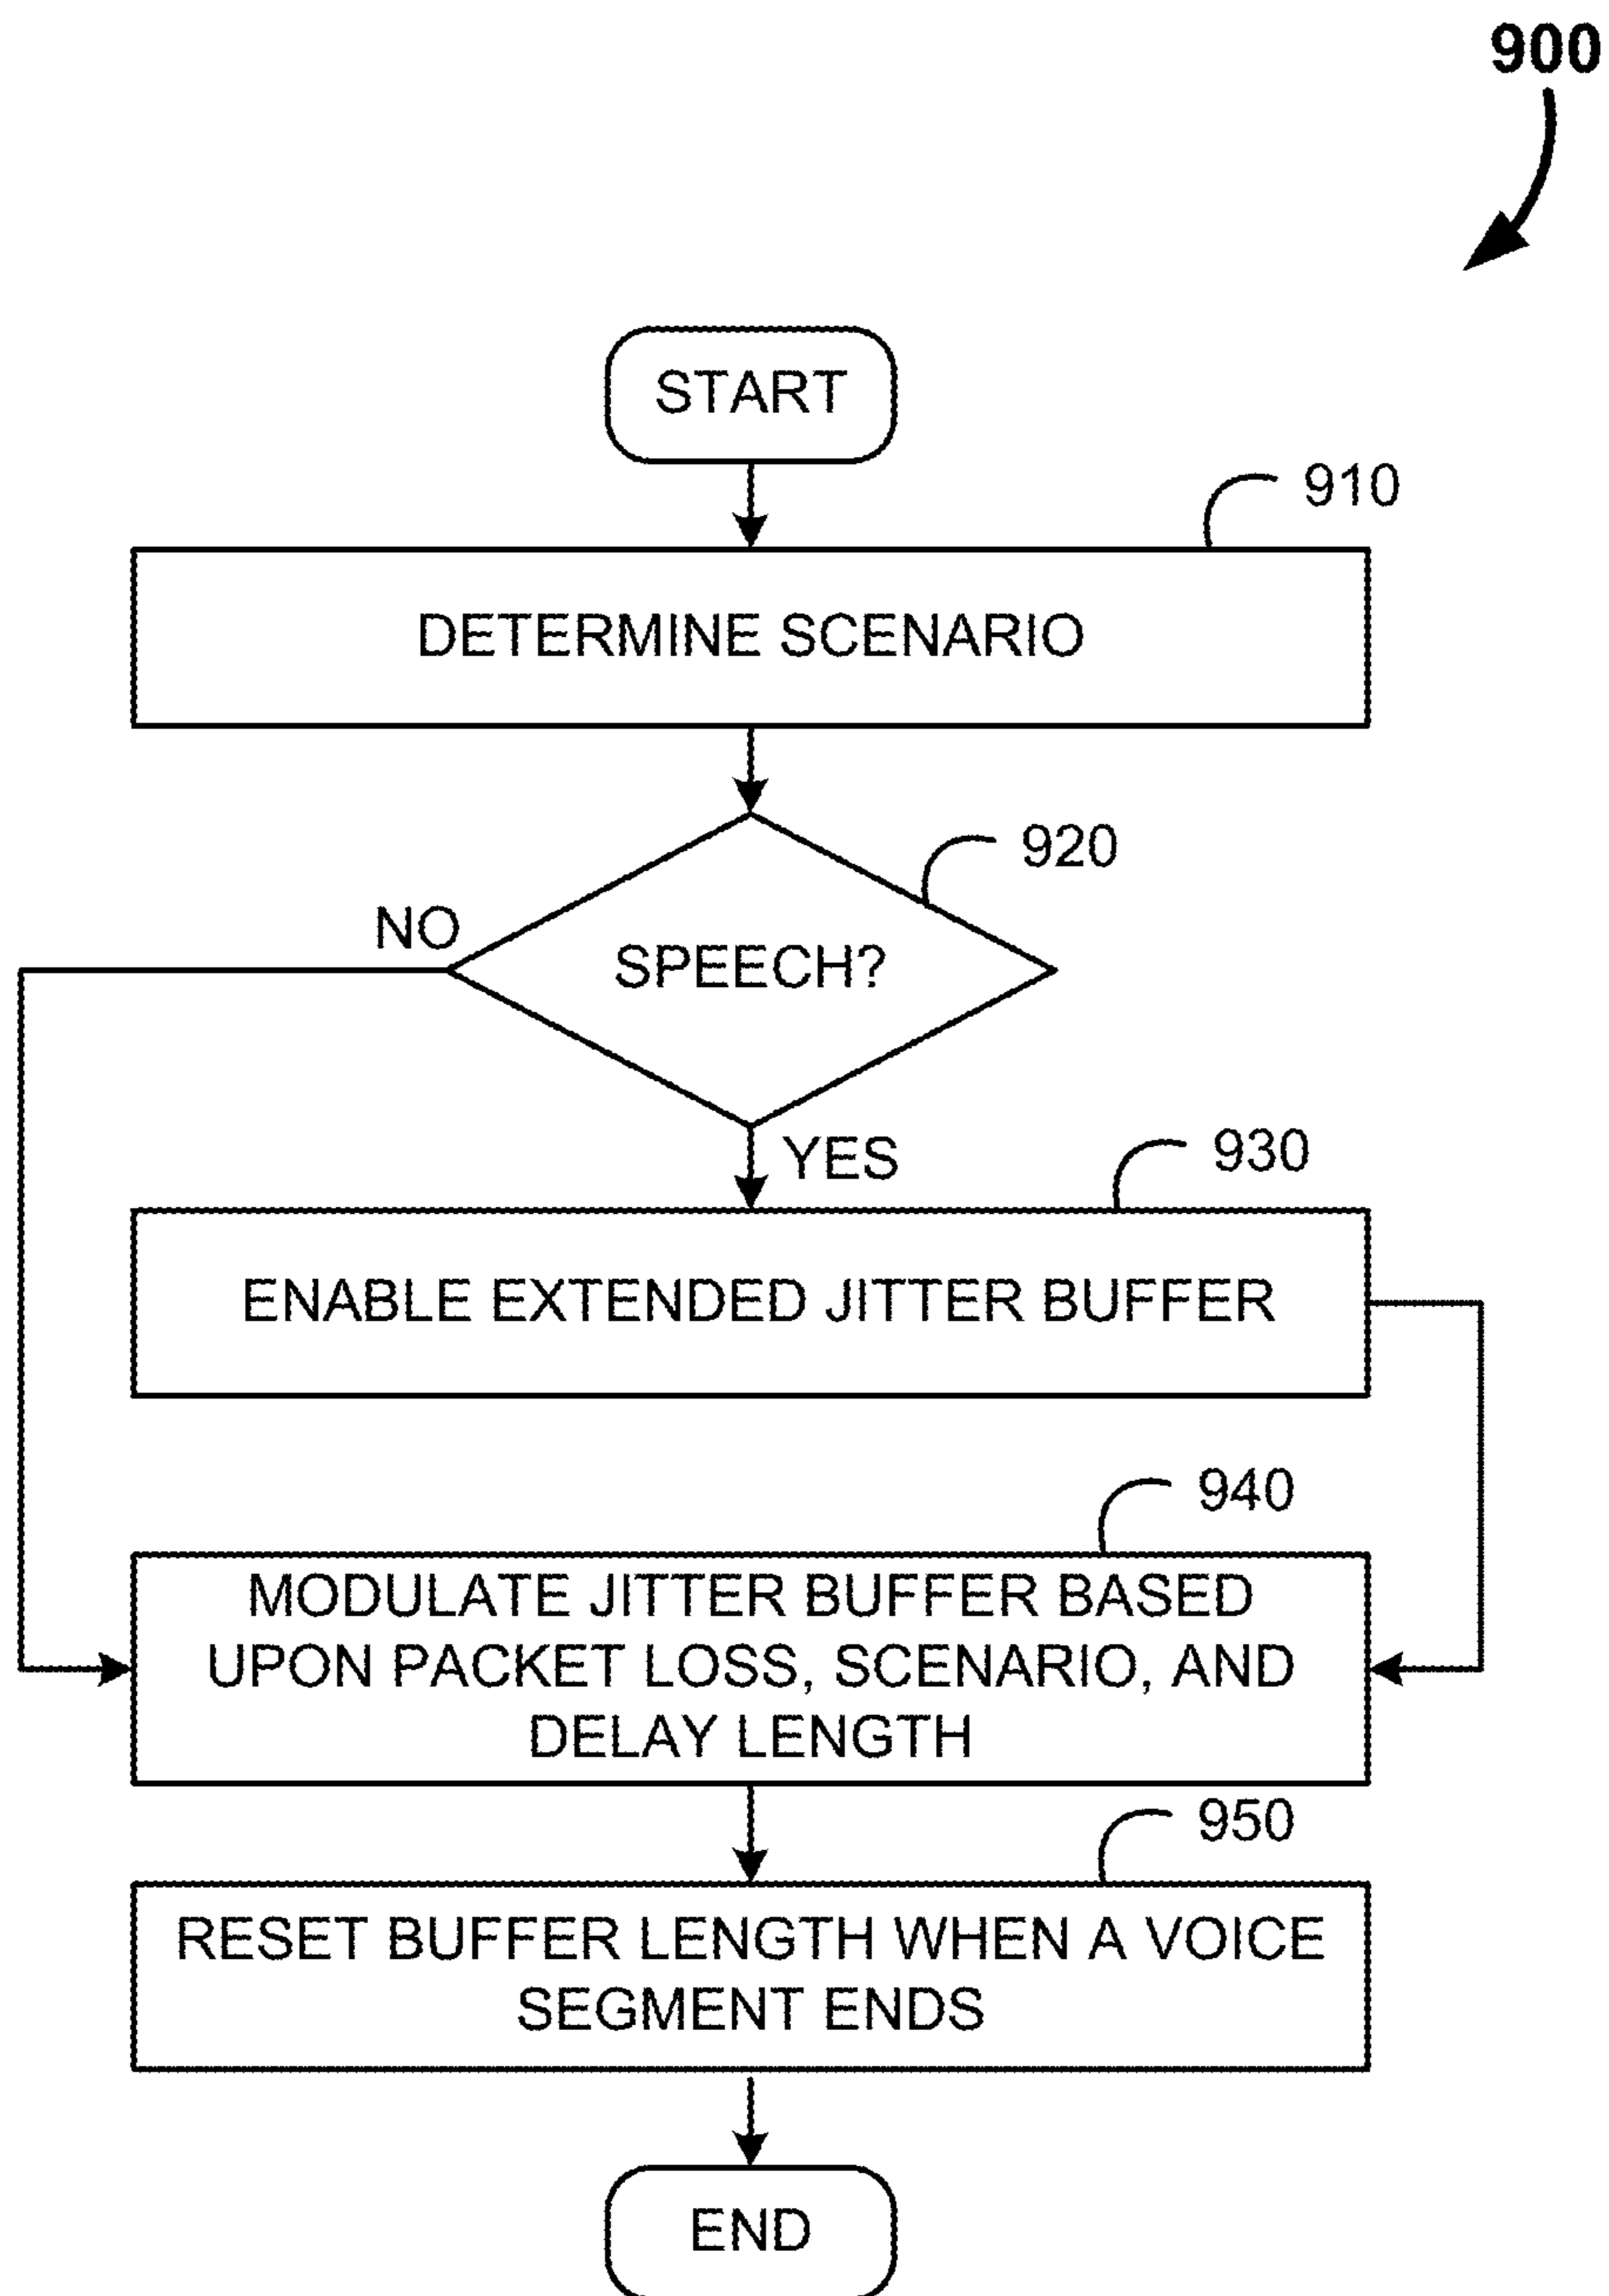 900
START
910
DETERMINE SCENARIO
920
NO
SPEECH?
YES
930
ENABLE EXTENDED JITTER BUFFER
940
MODULATE JITTER BUFFER BASED
UPON PACKET LOSS, SCENARIO, AND
DELAY LENGTH
950
RESET BUFFER LENGTH WHEN A VOICE
SEGMENT ENDS
END